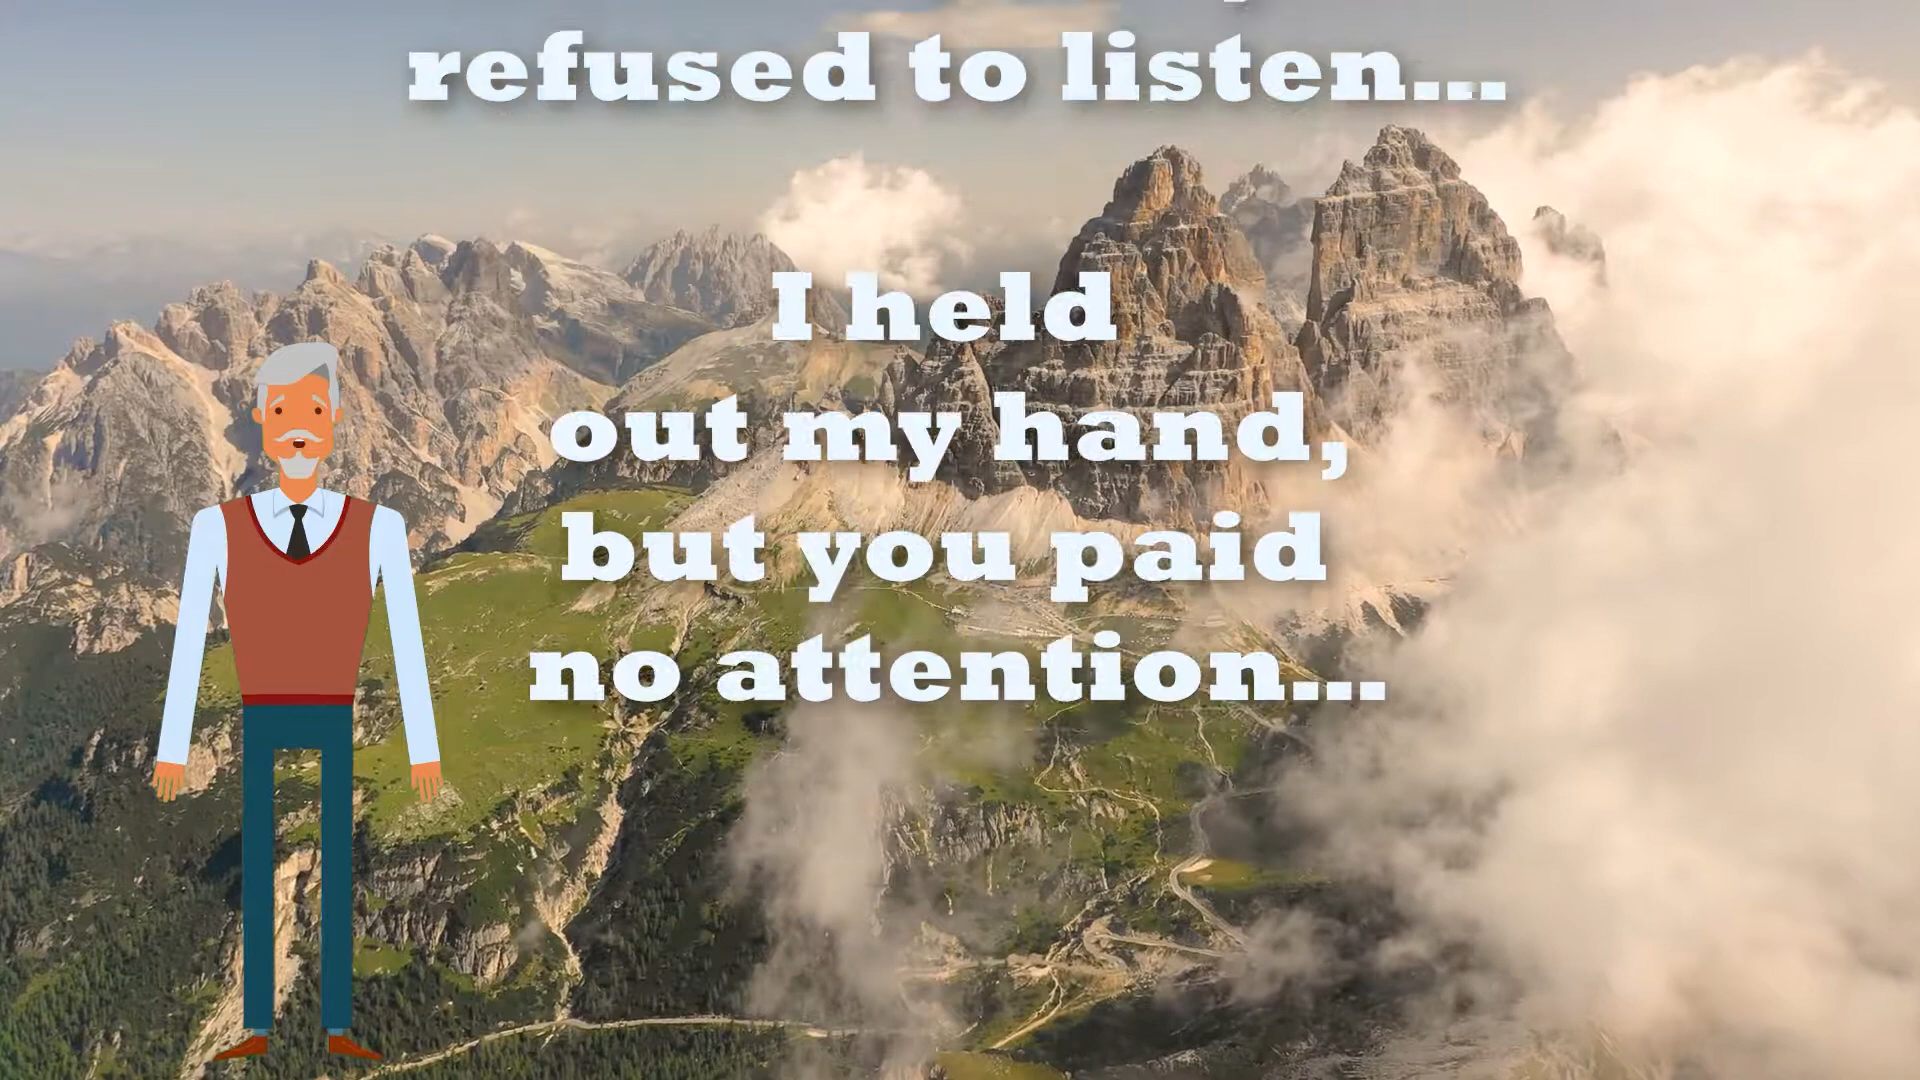 refused to listen...
I held
out my hand,
but you paid
no attention...